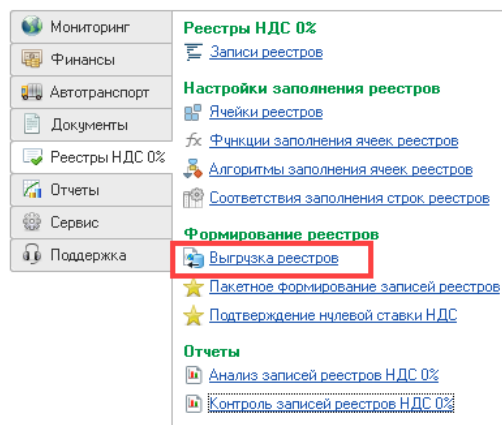 Мониторинг
Финансы
Автотранспорт
Документы
Реестры НДС 0%
Отчеты
Сервис
Поддержка
Реестры НДС 0%
Записи реестров
Настройки заполнения реестров
Ячейки реестров
fx Функции заполнения ячеек реестров
Алгоритмы заполнения ячеек реестров
Соответствия заполнения строк реестров
Формирование реестров
Выгрузка реестров
Пакетное формирование записей реестров
Подтверждение нулевой ставки НДС
Отчеты
Анализ записей реестров НДС 0%
Контроль записей реестров НДС 0%